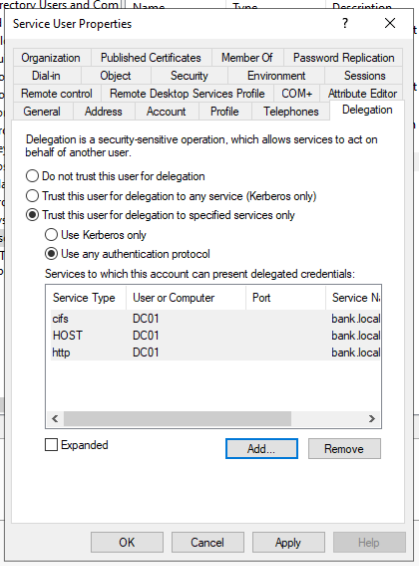 rectory Users and Com
Name
Type
Description
Service User Properties
?
Organization
Published Certificates
Member Of
Password Replication
Dial-in
Object
Security
Environment
Sessions
Remote control
Remote Desktop Services Profile
COM+
Attribute Editor
General
Address
Account
Profile
Telephones
Delegation
Delegation is a security-sensitive operation, which allows services to act on
behalf of another user.
Do not trust this user for delegation
Trust this user for delegation to any service (Kerberos only)
Trust this user for delegation to specified services only
Use Kerberos only
Use any authentication protocol
Services to which this account can present delegated credentials:
Service Type
User or Computer
Port
Service Na
cifs
DC01
bank.local
HOST
DC01
bank.local
http
DC01
bank.local
Expanded
Add...
Remove
OK
Cancel
Apply
Help